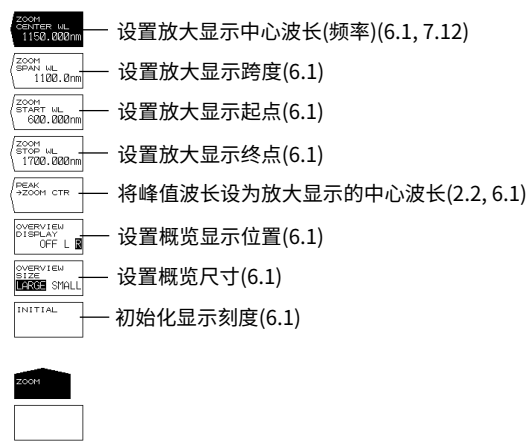 ZOOM
CENTER WL
1150.000nm
设置放大显示中心波长(频率)(6.1, 7.12)
ZOOM
SPAN WL
1100.0nm
设置放大显示跨度(6.1)
ZOOM
START WL
600.000nm
设置放大显示起点(6.1)
ZOOM
STOP WL
1700.000nm
设置放大显示终点(6.1)
PEAK
→ZOOM CTR
将峰值波长设为放大显示的中心波长(2.2, 6.1)
OVERVIEW
DISPLAY
OFF L R
设置概览显示位置(6.1)
OVERVIEW
SIZE
LARGE SMALL
设置概览尺寸(6.1)
INITIAL
初始化显示刻度(6.1)
ZOOM